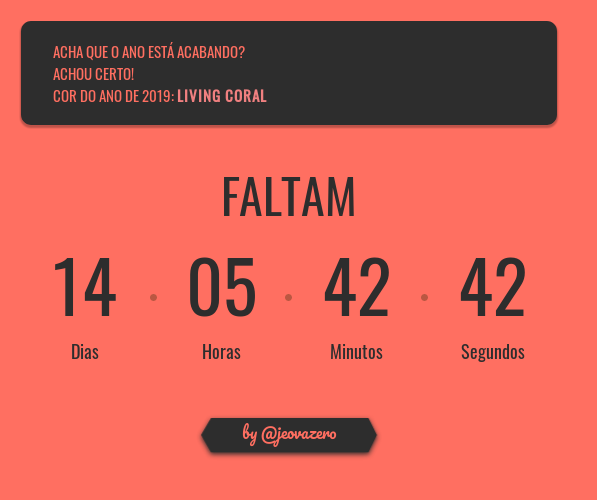 ACHA QUE O ANO ESTÁ ACABANDO?
ACHOU CERTO!
COR DO ANO DE 2019: LIVING CORAL
FALTAM
14 • 05 • 42 • 42
Dias Horas Minutos Segundos
by @jeovazero